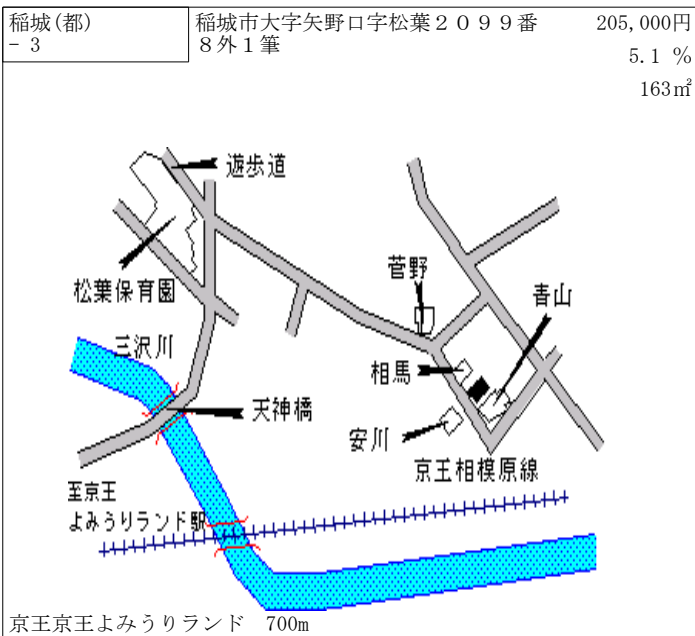 稲城(都)
- 3
稲城市大字矢野口字松葉２０９９番
８外１筆
205,000円
5.1 %
163㎡
遊歩道
松葉保育園
菅野
青山
三沢川
相馬
天神橋
安川
京王相模原線
至京王
よみうりランド駅
京王京王よみうりランド 700m